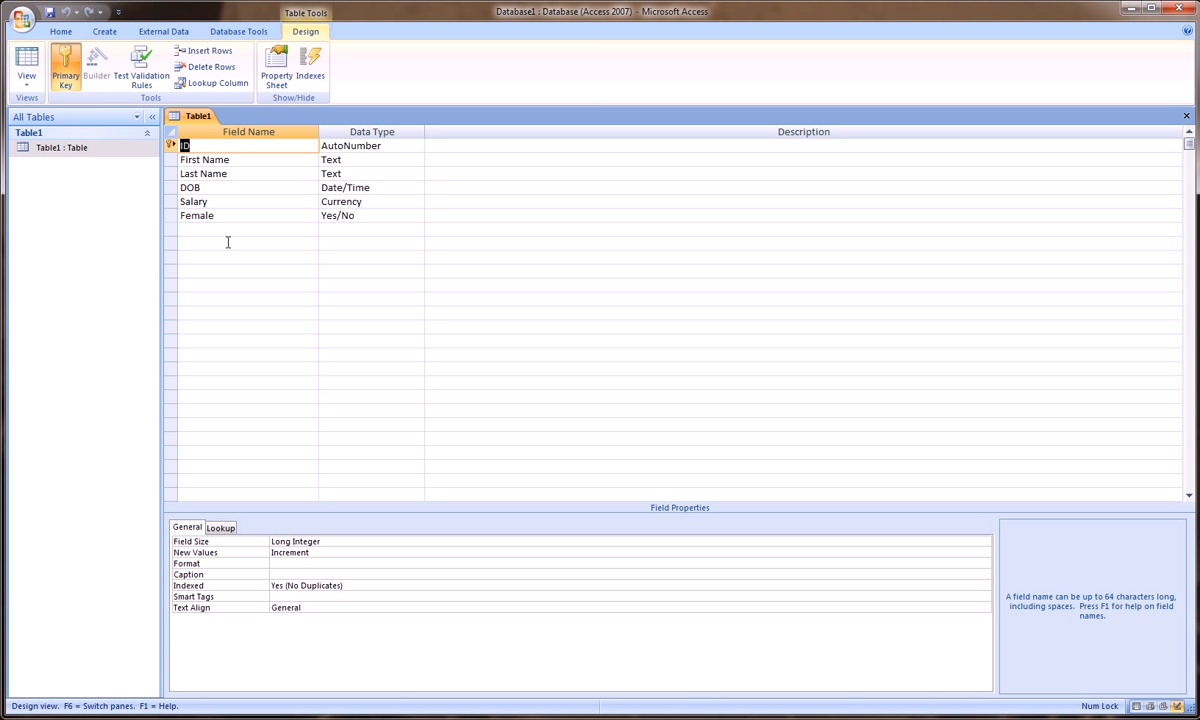 Table Tools
Database1 : Database (Access 2007) - Microsoft Access
Home Create External Data Database Tools Design
View
Primary Key
Builder
Test Validation Rules
Insert Rows
Delete Rows
Lookup Column
Property Sheet
Indexes
Views
Tools
Show/Hide
All Tables
Table1
Table1 : Table
Table1
Field Name Data Type Description
ID AutoNumber
First Name Text
Last Name Text
DOB Date/Time
Salary Currency
Female Yes/No
Field Properties
General Lookup
Field Size Long Integer
New Values Increment
Format
Caption
Indexed Yes (No Duplicates)
Smart Tags
Text Align General
A field name can be up to 64 characters long,
including spaces. Press F1 for help on field
names.
Design view. F6 = Switch panes. F1 = Help.
Num Lock